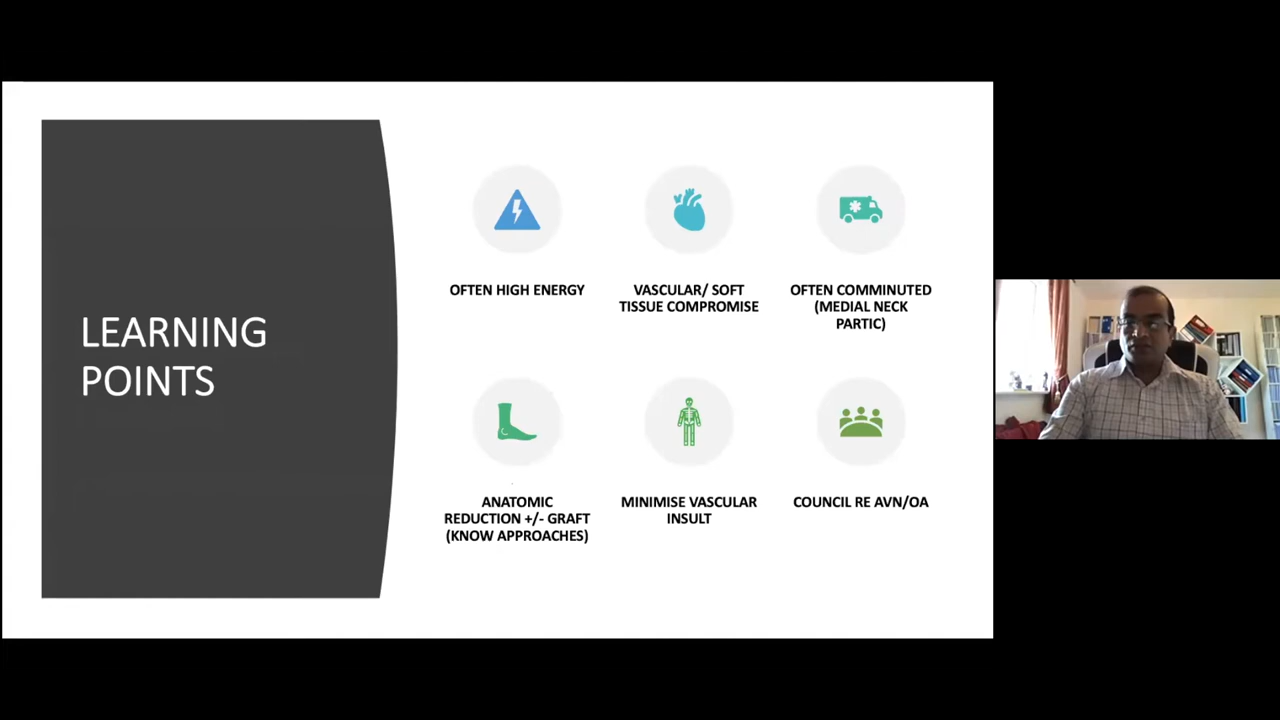 LEARNING
POINTS
OFTEN HIGH ENERGY
VASCULAR/ SOFT
TISSUE COMPROMISE
OFTEN COMMINUTED
(MEDIAL NECK
PARTIC)
ANATOMIC
REDUCTION +/- GRAFT
(KNOW APPROACHES)
MINIMISE VASCULAR
INSULT
COUNCIL RE AVN/OA